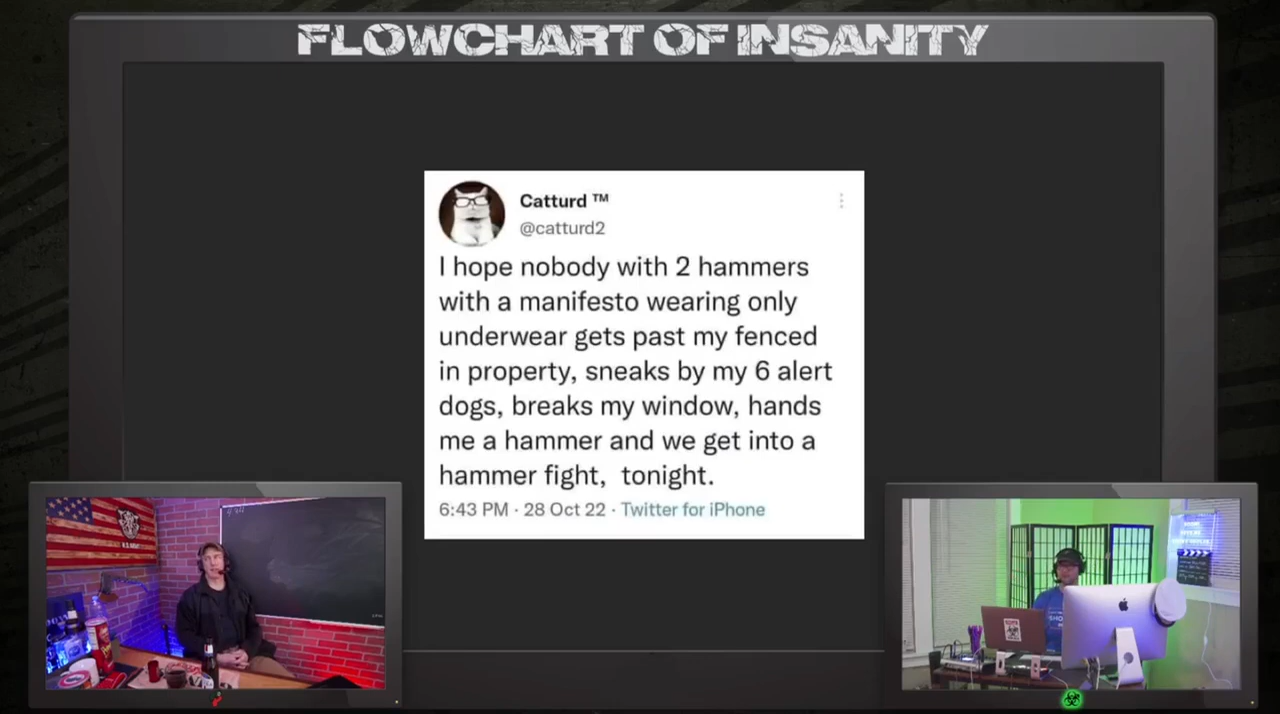 FLOWCHART OF INSANITY
Catturd ™
@catturd2
I hope nobody with 2 hammers
with a manifesto wearing only
underwear gets past my fenced
in property, sneaks by my 6 alert
dogs, breaks my window, hands
me a hammer and we get into a
hammer fight,  tonight.
6:43 PM · 28 Oct 22 · Twitter for iPhone